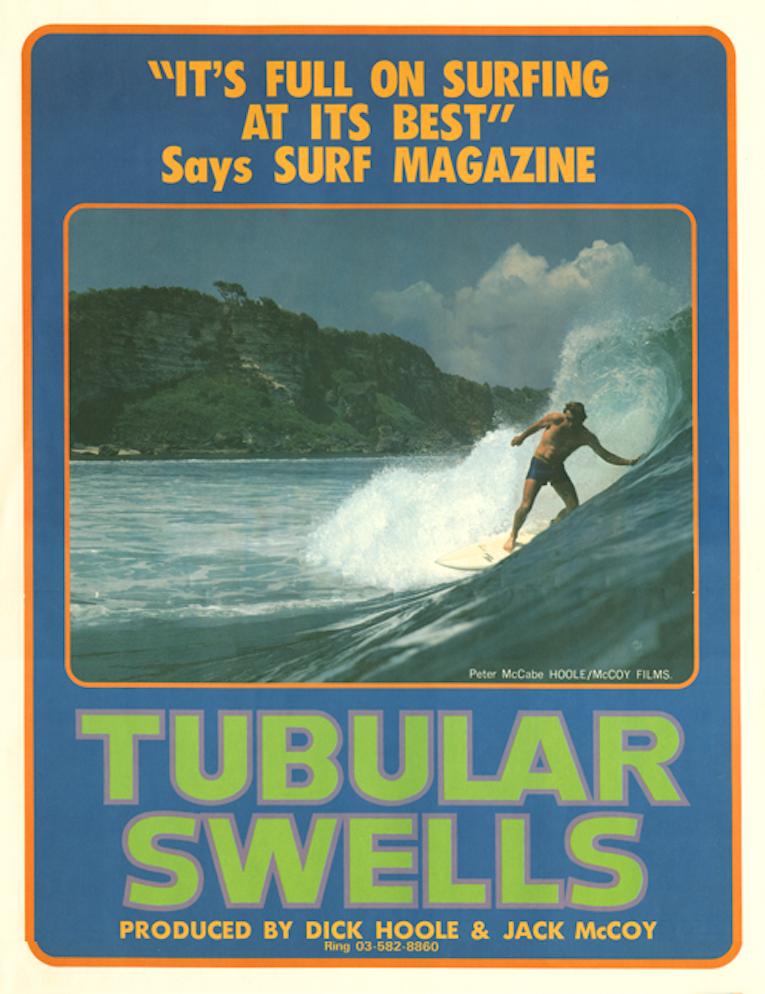 "IT'S FULL ON SURFING
AT ITS BEST"
Says SURF MAGAZINE
Peter McCabe HOOLE/McCOY FILMS.
TUBULAR
SWELLS
PRODUCED BY DICK HOOLE & JACK McCOY
Ring 03-582-8860